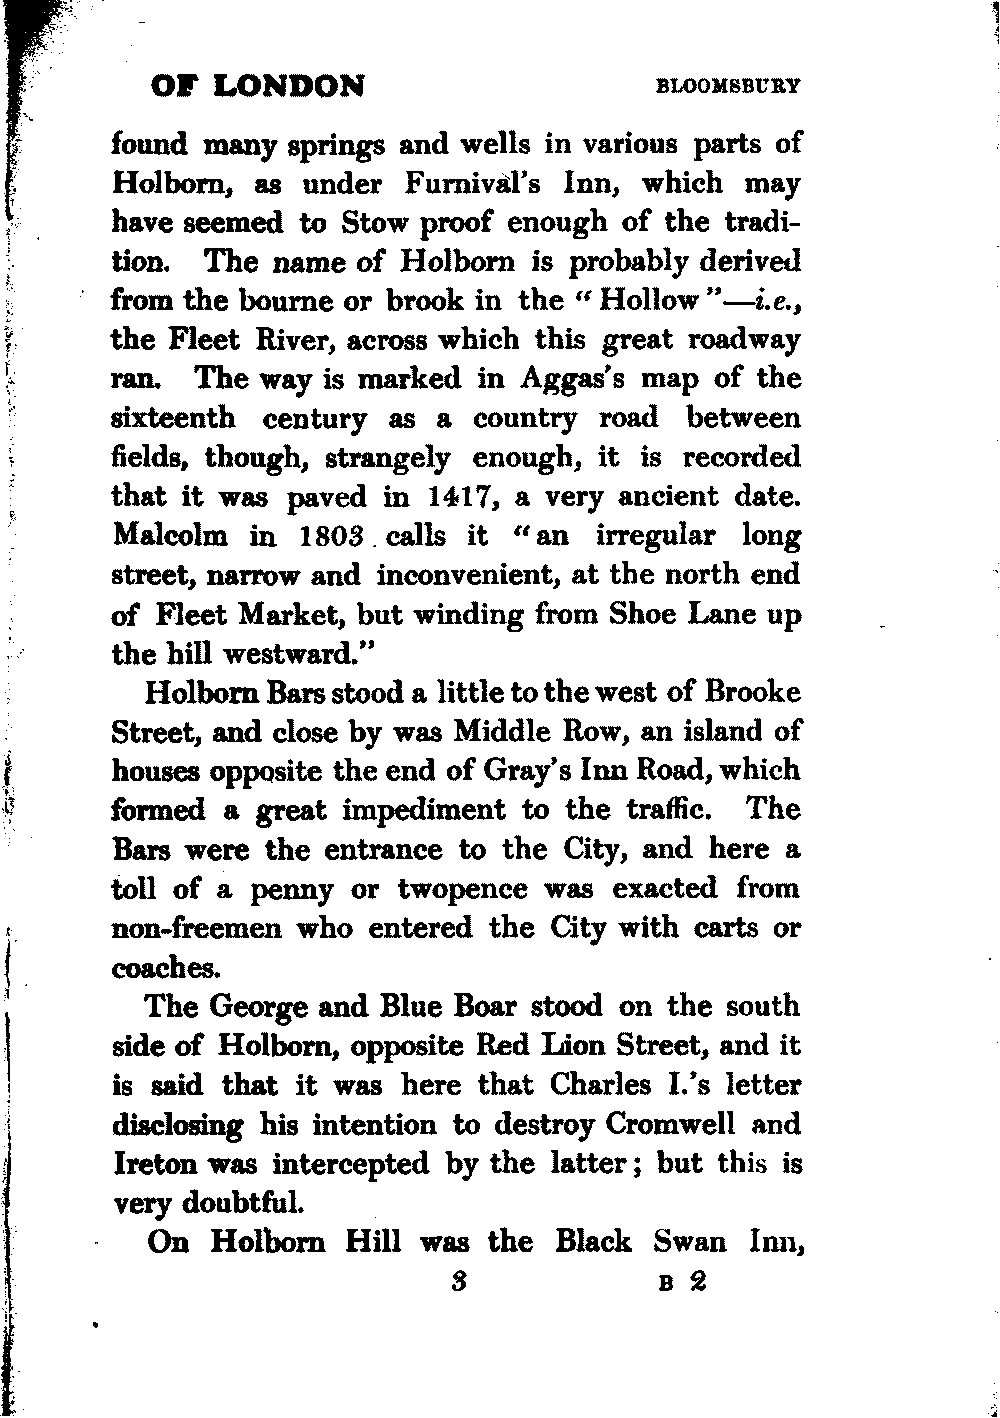 OF LONDON BLOOMSBURY
found many springs and wells in various parts of
Holborn, as under Furnival's Inn, which may
have seemed to Stow proof enough of the tradi-
tion. The name of Holborn is probably derived
from the bourne or brook in the “Hollow”—i.e.,
the Fleet River, across which this great roadway
ran. The way is marked in Aggas's map of the
sixteenth century as a country road between
fields, though, strangely enough, it is recorded
that it was paved in 1417, a very ancient date.
Malcolm in 1803 calls it “an irregular long
street, narrow and inconvenient, at the north end
of Fleet Market, but winding from Shoe Lane up
the hill westward.”
Holborn Bars stood a little to the west of Brooke
Street, and close by was Middle Row, an island of
houses opposite the end of Gray's Inn Road, which
formed a great impediment to the traffic. The
Bars were the entrance to the City, and here a
toll of a penny or twopence was exacted from
non-freemen who entered the City with carts or
coaches.
The George and Blue Boar stood on the south
side of Holborn, opposite Red Lion Street, and it
is said that it was here that Charles I.'s letter
disclosing his intention to destroy Cromwell and
Ireton was intercepted by the latter; but this is
very doubtful.
On Holborn Hill was the Black Swan Inn,
3 B 2